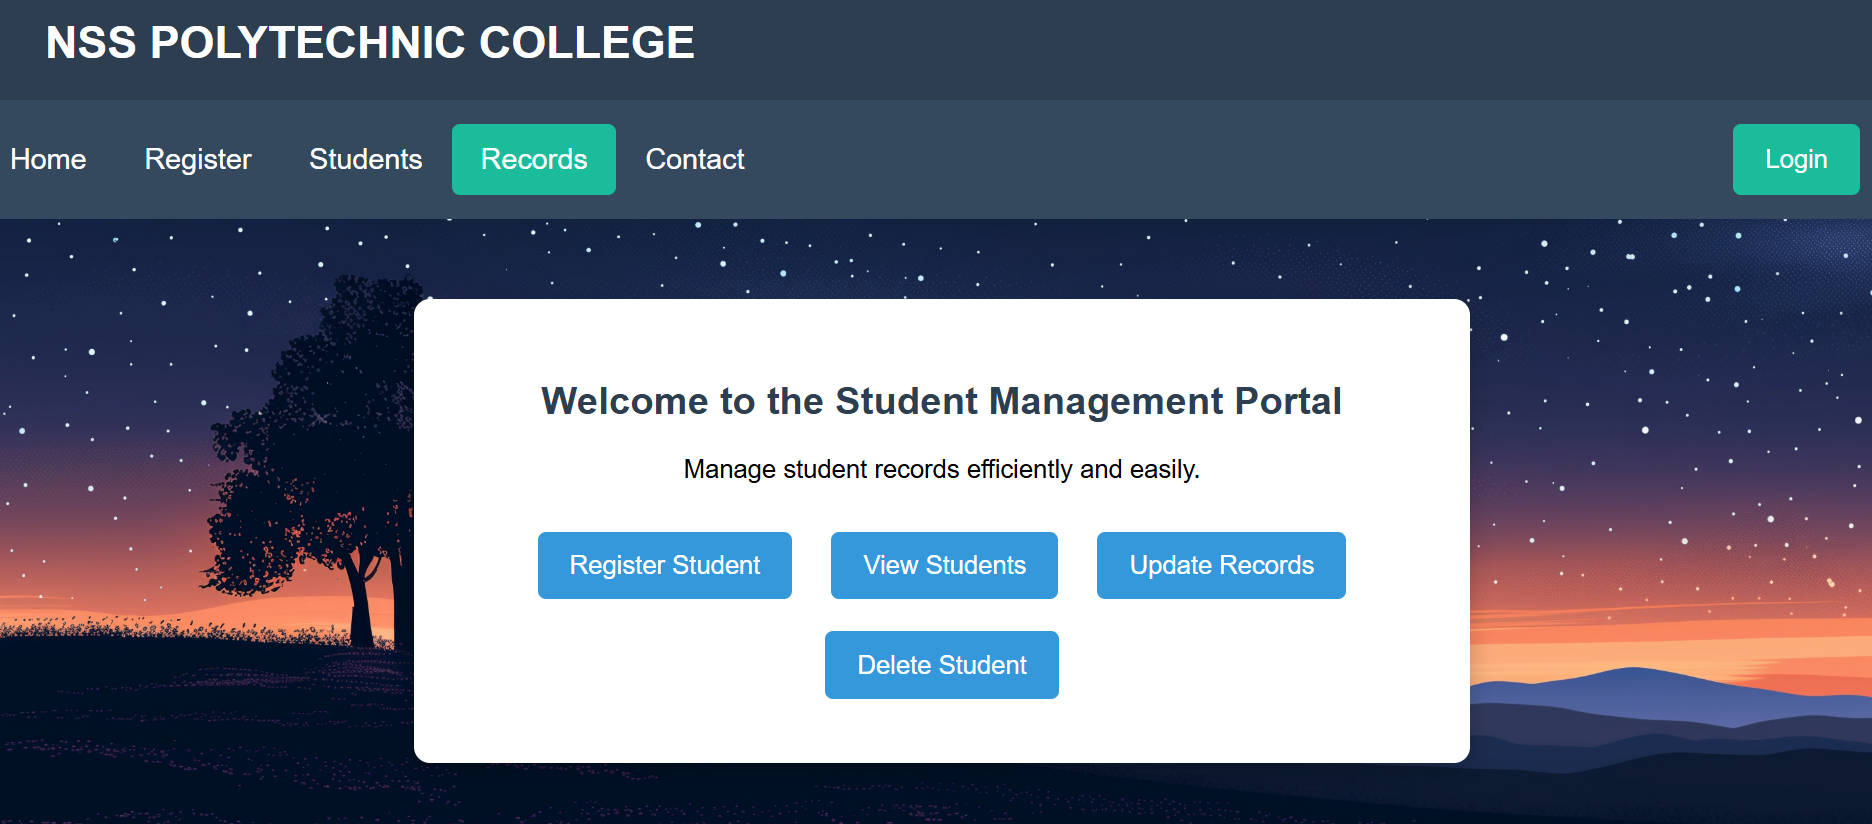 NSS POLYTECHNIC COLLEGE
Home Register Students Records Contact Login
Welcome to the Student Management Portal
Manage student records efficiently and easily.
Register Student View Students Update Records
Delete Student